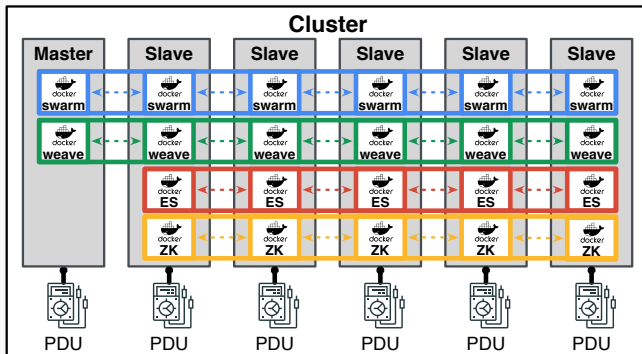 Cluster
Master Slave Slave Slave Slave Slave
docker docker docker docker docker docker
swarm swarm swarm swarm swarm swarm
docker docker docker docker docker docker
weave weave weave weave weave weave
docker docker docker docker docker
ES ES ES ES ES
docker docker docker docker docker
ZK ZK ZK ZK ZK
PDU PDU PDU PDU PDU PDU